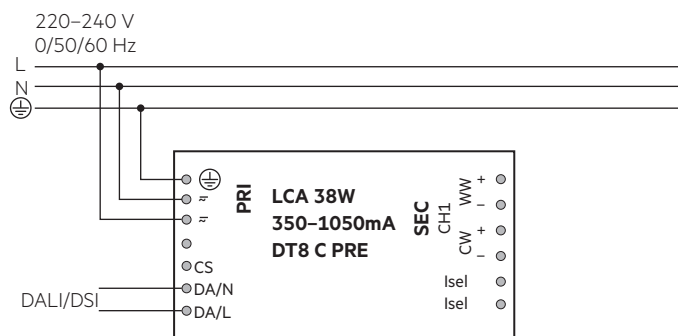 220–240 V
0/50/60 Hz
L
N
PRI
LCA 38W
350–1050mA
DT8 C PRE
SEC
CH1
WW
+
–
CW
+
–
≂
≂
CS
Isel
DALI/DSI
DA/N
Isel
DA/L